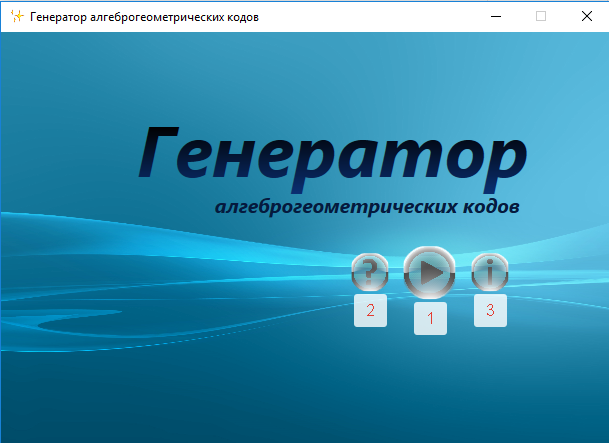 Генератор алгеброгеометрических кодов
Генератор
алгеброгеометрических кодов
? i
2 1 3